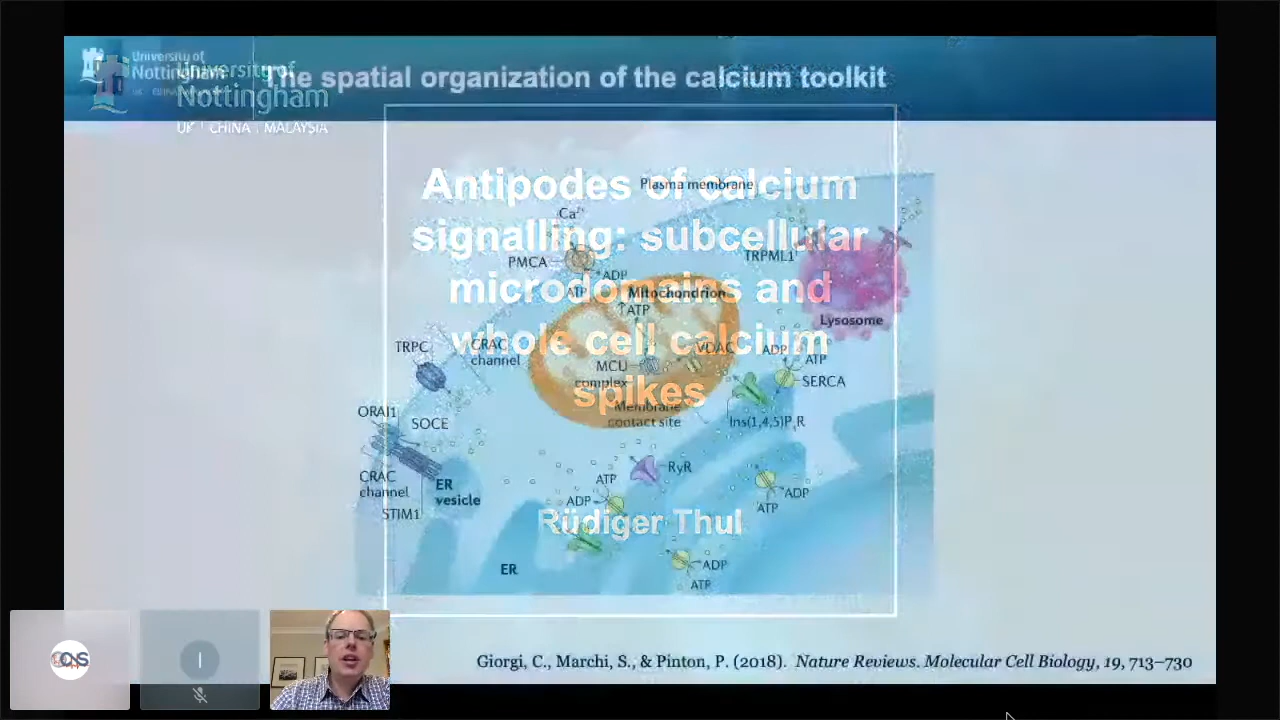 University of
Nottingham
UK | CHINA | MALAYSIA
The spatial organization of the calcium toolkit
University of
Nottingham
Antipodes of calcium
signalling: subcellular
microdomains and
whole cell calcium
spikes
Rüdiger Thul
Plasma membrane
Ca²⁺
PMCA
ADP
ATP
Mitochondrion
ATP
TRPML1
Lysosome
TRPC
CRAC
channel
MCU
complex
VDAC
ADP
ATP
SERCA
Membrane
contact site
Ins(1,4,5)P₃R
ORAI1
SOCE
CRAC
channel
STIM1
ER
vesicle
RyR
ATP
ADP
ADP
ATP
ER
ADP
ATP
Giorgi, C., Marchi, S., & Pinton, P. (2018). Nature Reviews. Molecular Cell Biology, 19, 713–730